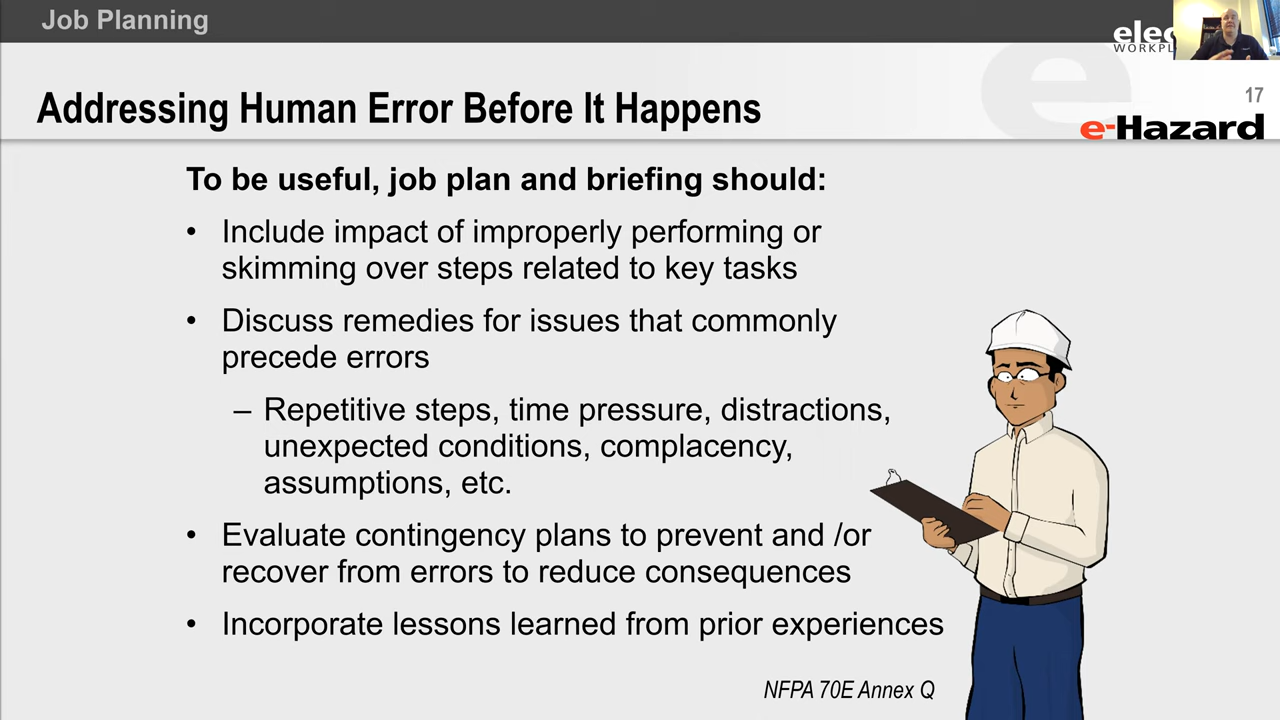 Job Planning
elec
WORKPL
Addressing Human Error Before It Happens
17
e-Hazard
To be useful, job plan and briefing should:
• Include impact of improperly performing or
skimming over steps related to key tasks
• Discuss remedies for issues that commonly
precede errors
– Repetitive steps, time pressure, distractions,
unexpected conditions, complacency,
assumptions, etc.
• Evaluate contingency plans to prevent and /or
recover from errors to reduce consequences
• Incorporate lessons learned from prior experiences
NFPA 70E Annex Q